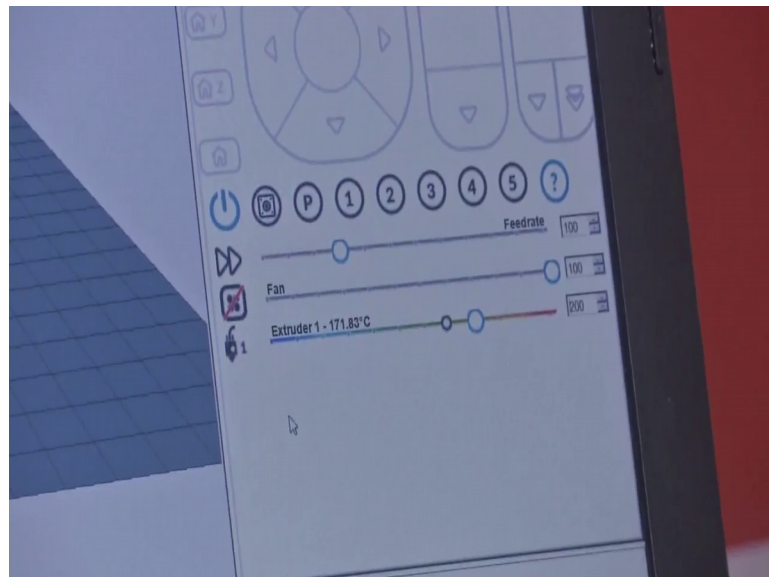 Y
Z
P 1 2 3 4 5 ?
Feedrate 100
Fan 100
Extruder 1 - 171.83°C 200
1